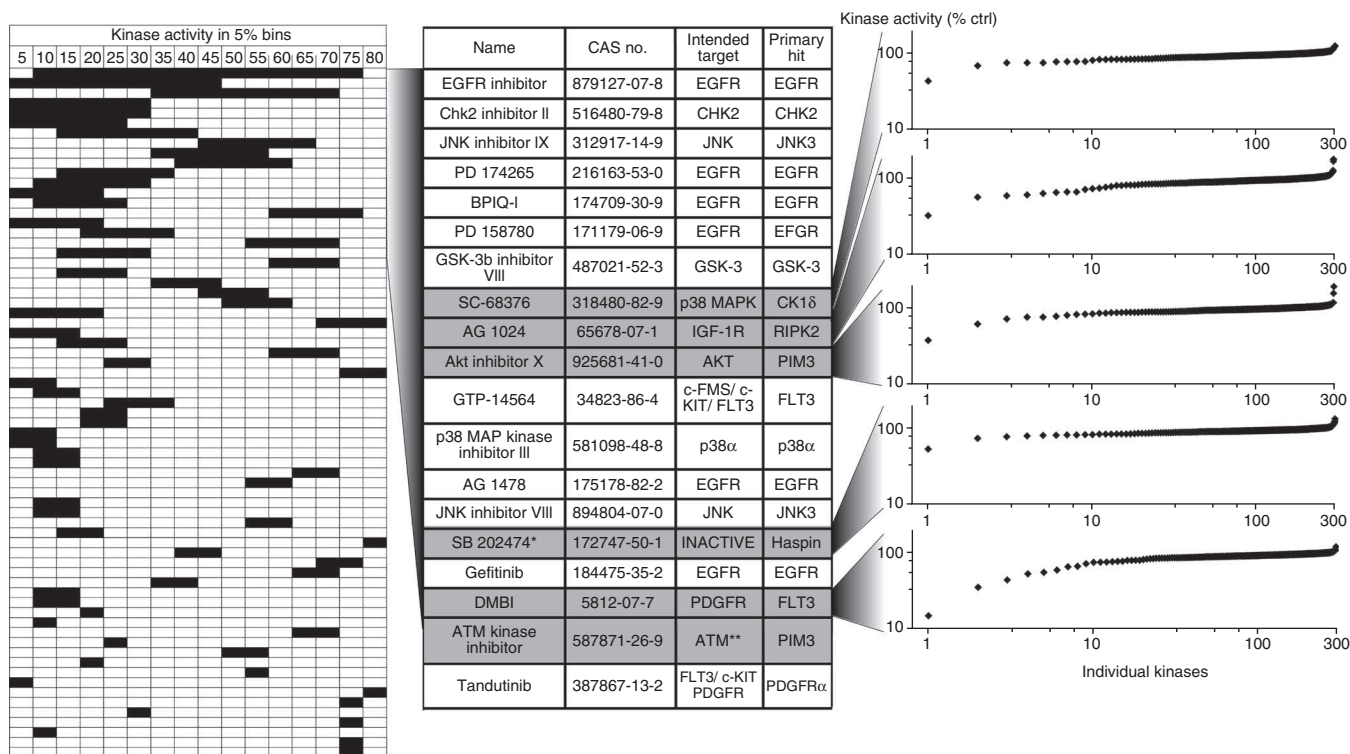 Kinase activity in 5% bins
5 10 15 20 25 30 35 40 45 50 55 60 65 70 75 80
Name CAS no. Intended target Primary hit
EGFR inhibitor 879127-07-8 EGFR EGFR
Chk2 inhibitor II 516480-79-8 CHK2 CHK2
JNK inhibitor IX 312917-14-9 JNK JNK3
PD 174265 216163-53-0 EGFR EGFR
BPIQ-I 174709-30-9 EGFR EGFR
PD 158780 171179-06-9 EGFR EFGR
GSK-3b inhibitor VIII 487021-52-3 GSK-3 GSK-3
SC-68376 318480-82-9 p38 MAPK CK1δ
AG 1024 65678-07-1 IGF-1R RIPK2
Akt inhibitor X 925681-41-0 AKT PIM3
GTP-14564 34823-86-4 c-FMS/ c-KIT/ FLT3 FLT3
p38 MAP kinase inhibitor III 581098-48-8 p38α p38α
AG 1478 175178-82-2 EGFR EGFR
JNK inhibitor VIII 894804-07-0 JNK JNK3
SB 202474* 172747-50-1 INACTIVE Haspin
Gefitinib 184475-35-2 EGFR EGFR
DMBI 5812-07-7 PDGFR FLT3
ATM kinase inhibitor 587871-26-9 ATM** PIM3
Tandutinib 387867-13-2 FLT3/ c-KIT PDGFR PDGFRα
Kinase activity (% ctrl)
100
10
1 10 100 300
100
10
1 10 100 300
100
10
1 10 100 300
100
10
1 10 100 300
100
10
1 10 100 300
Individual kinases